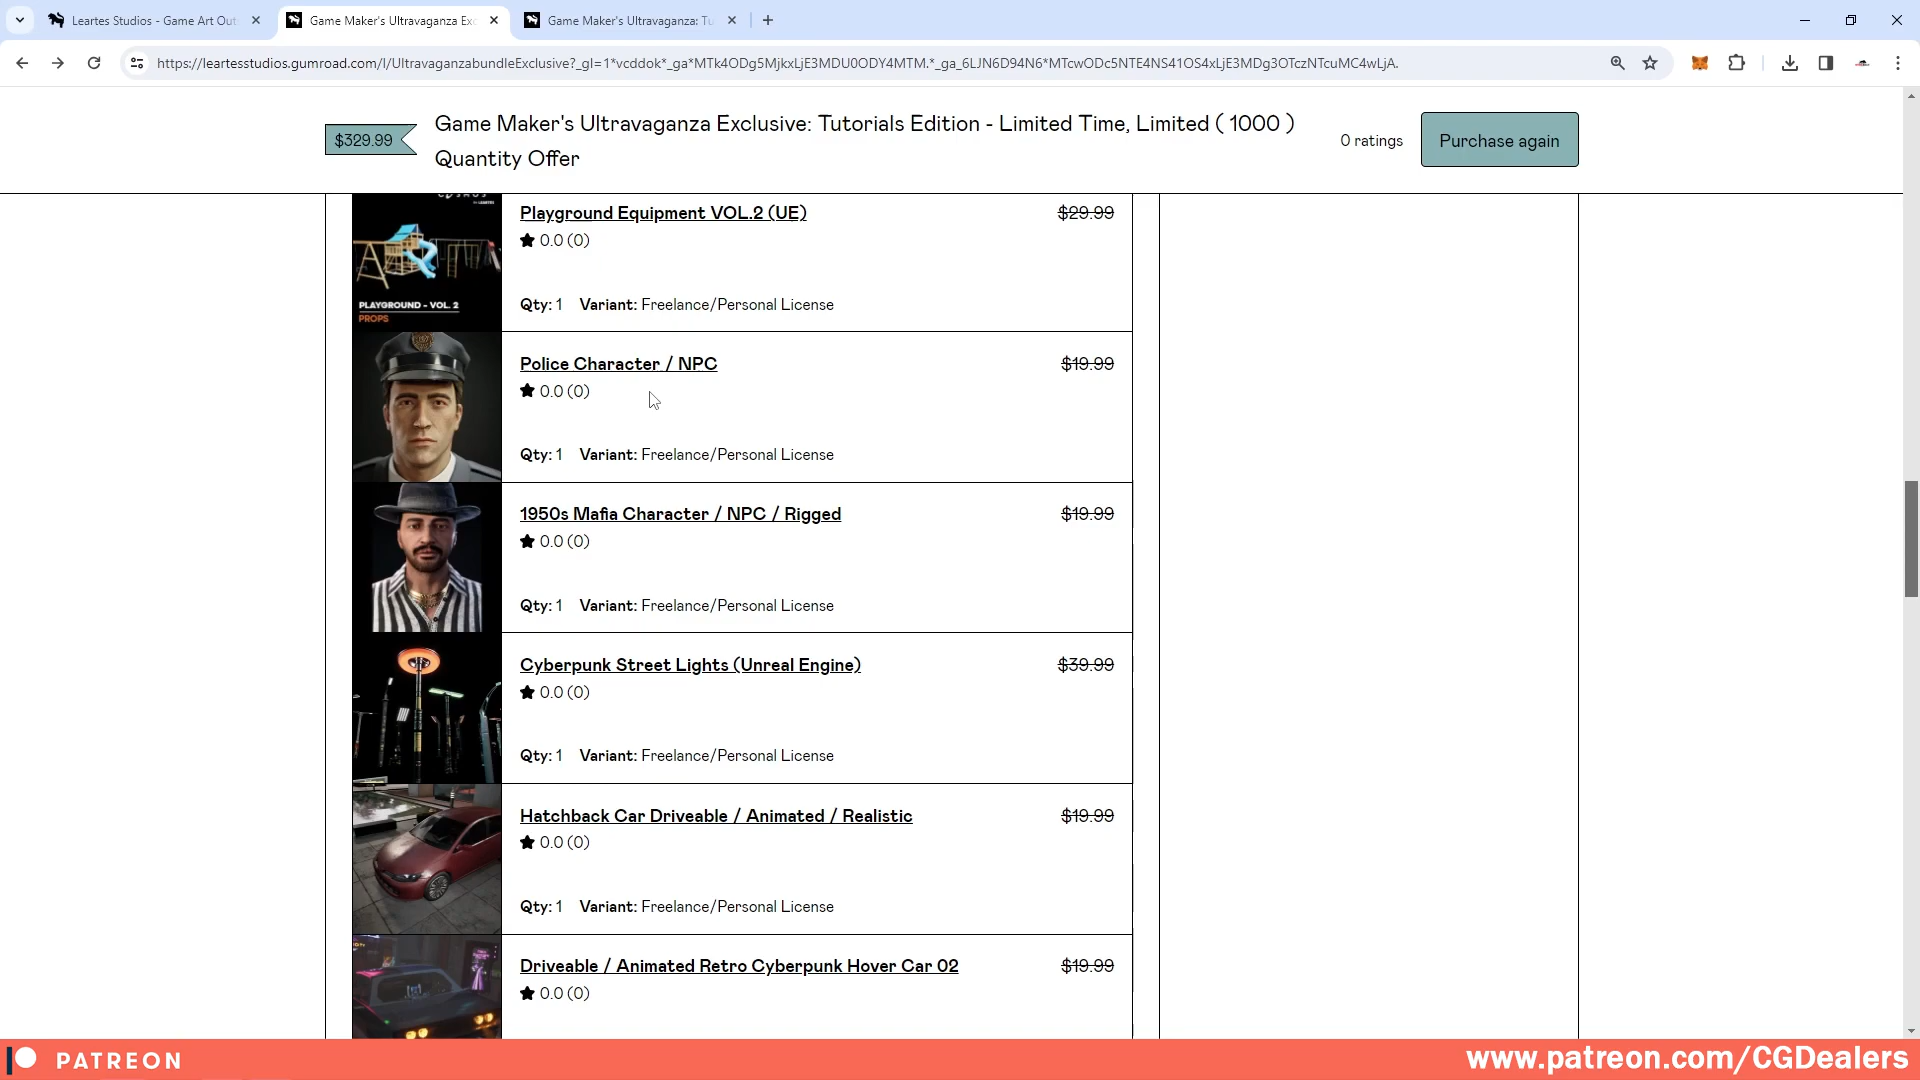 Leartes Studios - Game Art Out
Game Maker's Ultravaganza Exc
Game Maker's Ultravaganza: Tu
https://leartesstudios.gumroad.com/l/UltravaganzabundleExclusive?_gl=1*vcddok*_ga*MTk4ODg5MjkxLjE3MDU0ODY4MTM.*_ga_6LJN6D94N6*MTcwODc5NTE4NS41OS4xLjE3MDg3OTczNTcuMC4wLjA.
$329.99
Game Maker's Ultravaganza Exclusive: Tutorials Edition - Limited Time, Limited ( 1000 )
Quantity Offer
0 ratings
Purchase again
Playground Equipment VOL.2 (UE)
$29.99
0.0 (0)
PLAYGROUND - VOL. 2
PROPS
Qty: 1 Variant: Freelance/Personal License
Police Character / NPC
$19.99
0.0 (0)
Qty: 1 Variant: Freelance/Personal License
1950s Mafia Character / NPC / Rigged
$19.99
0.0 (0)
Qty: 1 Variant: Freelance/Personal License
Cyberpunk Street Lights (Unreal Engine)
$39.99
0.0 (0)
Qty: 1 Variant: Freelance/Personal License
Hatchback Car Driveable / Animated / Realistic
$19.99
0.0 (0)
Qty: 1 Variant: Freelance/Personal License
Driveable / Animated Retro Cyberpunk Hover Car 02
$19.99
0.0 (0)
PATREON
www.patreon.com/CGDealers